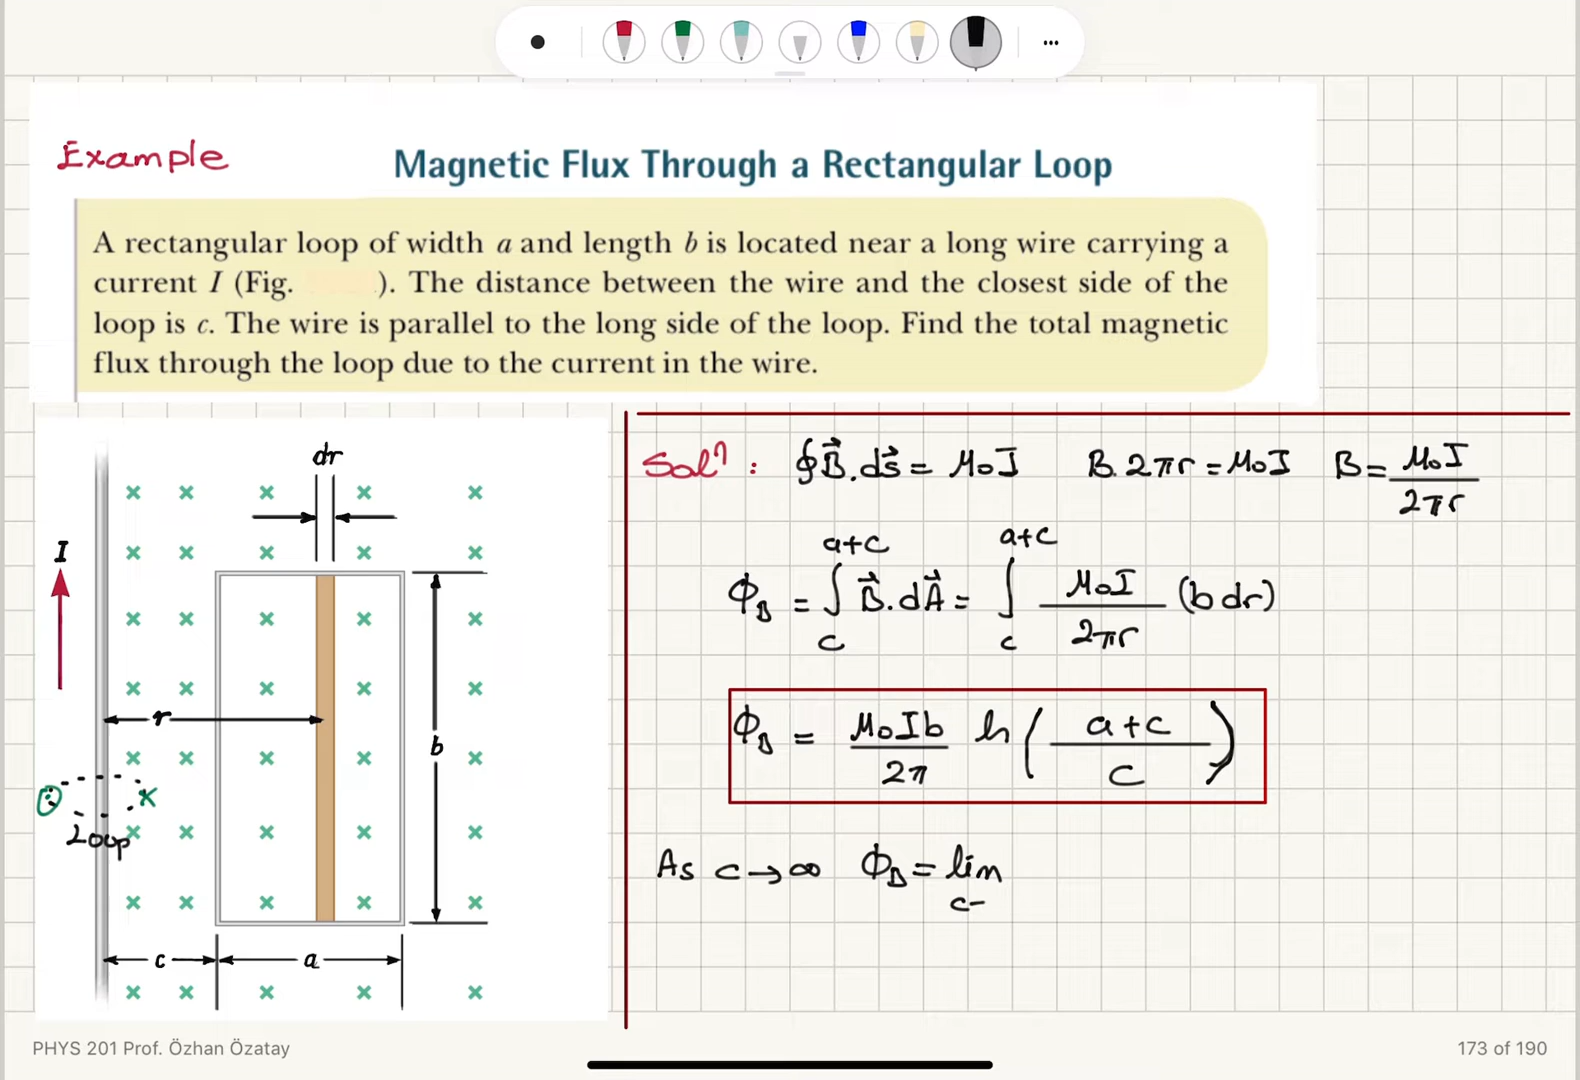 Example
Magnetic Flux Through a Rectangular Loop
A rectangular loop of width a and length b is located near a long wire carrying a
current I (Fig. ). The distance between the wire and the closest side of the
loop is c. The wire is parallel to the long side of the loop. Find the total magnetic
flux through the loop due to the current in the wire.
dr
I
r
b
Loop
c
a
Solⁿ : ∮B⃗.ds⃗ = μ₀I B.2πr = μ₀I B = μ₀I / 2πr
Φ_B = ∫_c^{a+c} B⃗.dA⃗ = ∫_c^{a+c} μ₀I / 2πr (b dr)
Φ_B = μ₀Ib / 2π ln( a+c / c )
As c→∞ Φ_B = lim
c-
PHYS 201 Prof. Özhan Özatay
173 of 190